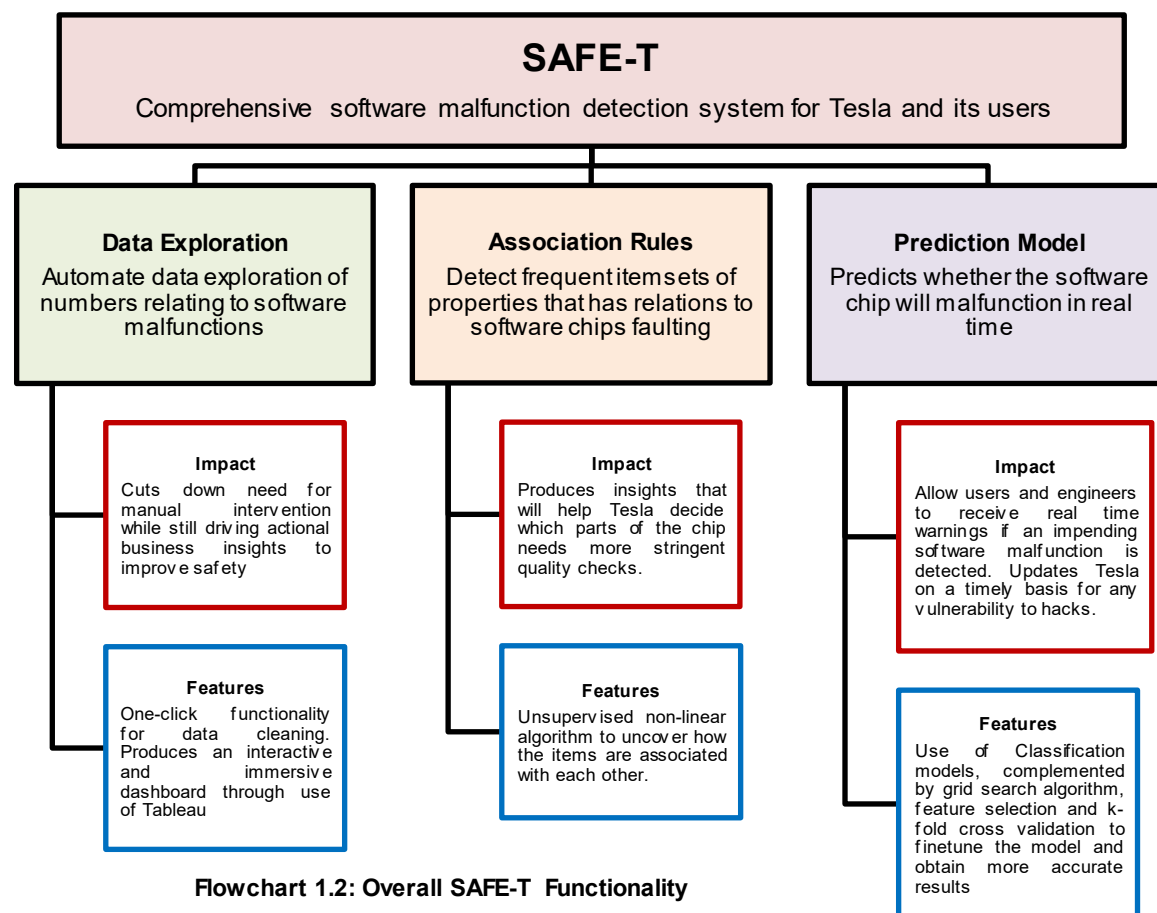 SAFE-T
Comprehensive software malfunction detection system for Tesla and its users
Data Exploration
Automate data exploration of
numbers relating to software
malfunctions
Impact
Cuts down need for
manual intervention
while still driving actional
business insights to
improve safety
Features
One-click functionality
for data cleaning.
Produces an interactive
and immersive
dashboard through use
of Tableau
Association Rules
Detect frequent itemsets of
properties that has relations to
software chips faulting
Impact
Produces insights that
will help Tesla decide
which parts of the chip
needs more stringent
quality checks.
Features
Unsupervised non-linear
algorithm to uncover how
the items are associated
with each other.
Prediction Model
Predicts whether the software
chip will malfunction in real
time
Impact
Allow users and engineers
to receive real time
warnings if an impending
software malfunction is
detected. Updates Tesla
on a timely basis for any
vulnerability to hacks.
Features
Use of Classification
models, complemented
by grid search algorithm,
feature selection and k-
fold cross validation to
finetune the model and
obtain more accurate
results
Flowchart 1.2: Overall SAFE-T Functionality